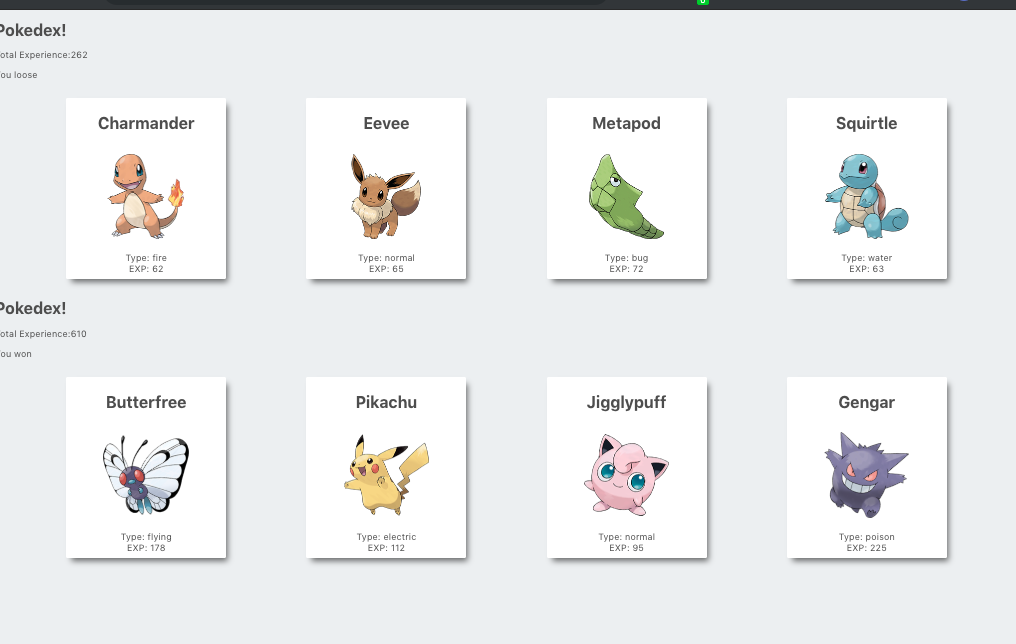 Pokedex!
otal Experience:262
ou loose
Charmander
Eevee
Metapod
Squirtle
Type: fire
EXP: 62
Type: normal
EXP: 65
Type: bug
EXP: 72
Type: water
EXP: 63
Pokedex!
otal Experience:610
ou won
Butterfree
Pikachu
Jigglypuff
Gengar
Type: flying
EXP: 178
Type: electric
EXP: 112
Type: normal
EXP: 95
Type: poison
EXP: 225